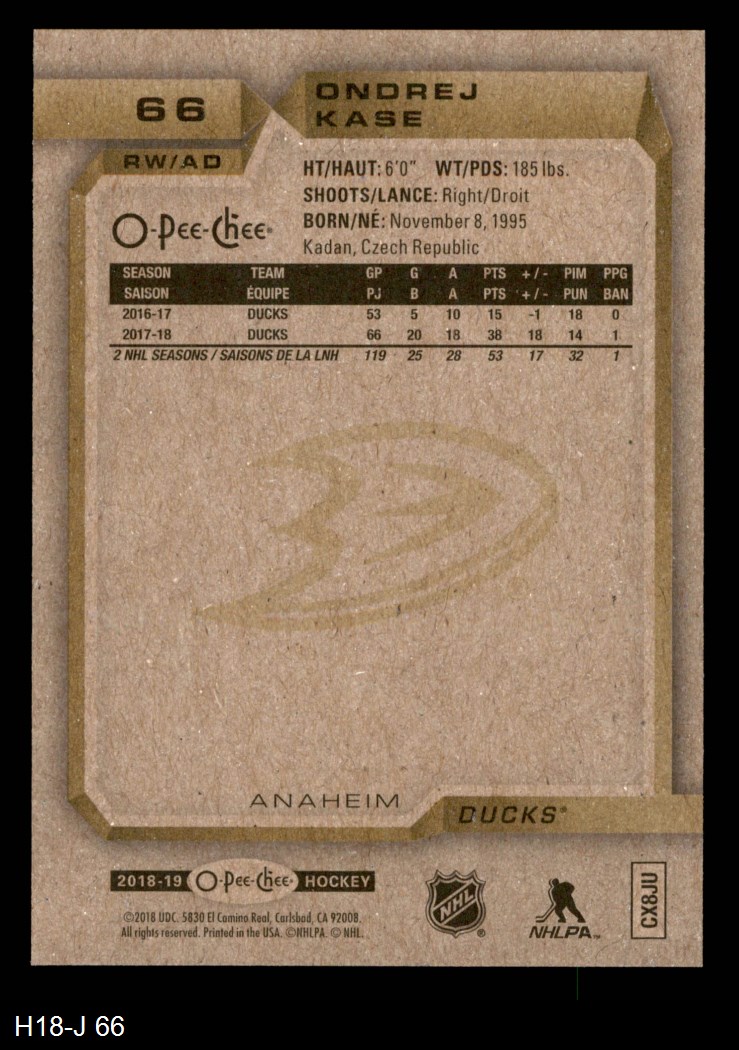 66
ONDREJ
KASE
RW/AD
HT/HAUT: 6'0" WT/PDS: 185 lbs.
SHOOTS/LANCE: Right/Droit
BORN/NÉ: November 8, 1995
Kadan, Czech Republic
O-Pee-Chee®
SEASON TEAM GP G A PTS +/- PIM PPG
SAISON ÉQUIPE PJ B A PTS +/- PUN BAN
2016-17 DUCKS 53 5 10 15 -1 18 0
2017-18 DUCKS 66 20 18 38 18 14 1
2 NHL SEASONS / SAISONS DE LA LNH 119 25 28 53 17 32 1
ANAHEIM
DUCKS®
2018-19 O-Pee-Chee® HOCKEY
©2018 UDC. 5830 El Camino Real, Carlsbad, CA 92008.
All rights reserved. Printed in the USA. ©NHLPA. © NHL.
NHL®
NHLPA™
CX8JU
H18-J 66